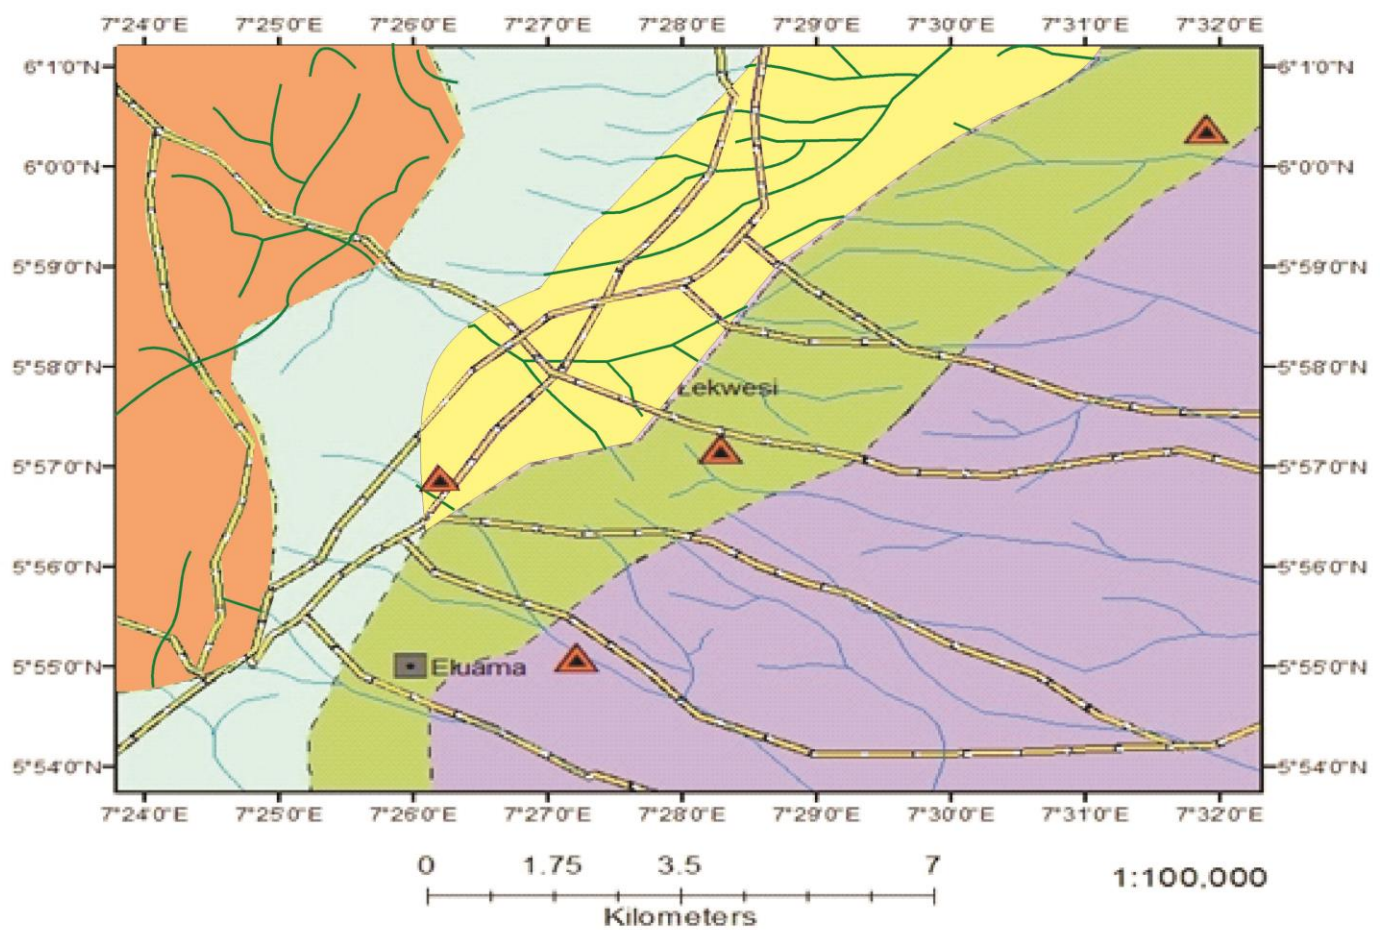 7°24'0"E 7°25'0"E 7°26'0"E 7°27'0"E 7°28'0"E 7°29'0"E 7°30'0"E 7°31'0"E 7°32'0"E
6°1'0"N 6°1'0"N
6°0'0"N 6°0'0"N
5°59'0"N 5°59'0"N
5°58'0"N 5°58'0"N
Lekwesi
5°57'0"N 5°57'0"N
5°56'0"N 5°56'0"N
5°55'0"N Eluama 5°55'0"N
5°54'0"N 5°54'0"N
7°24'0"E 7°25'0"E 7°26'0"E 7°27'0"E 7°28'0"E 7°29'0"E 7°30'0"E 7°31'0"E 7°32'0"E
0 1.75 3.5 7
1:100,000
Kilometers